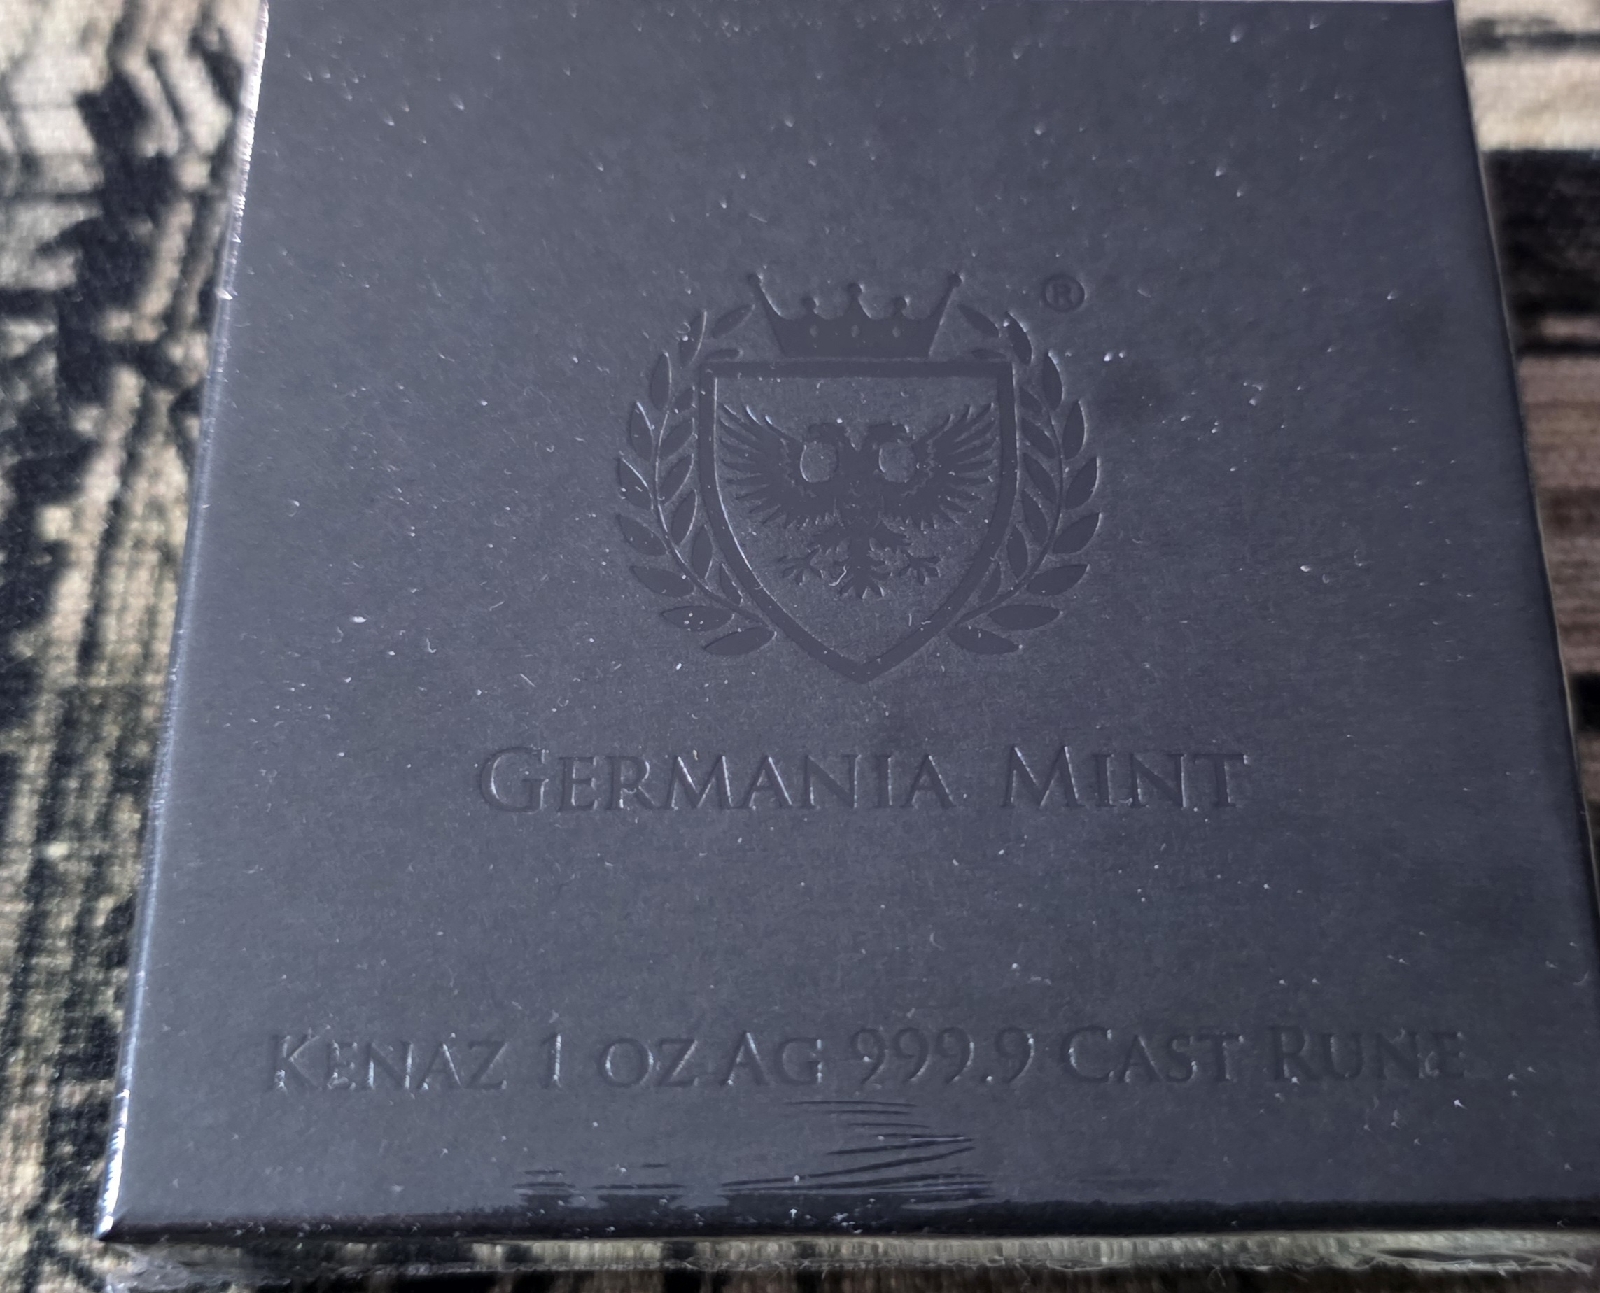 ®
GERMANIA MINT
KENAZ 1 OZ AG 999.9 CAST RUNE